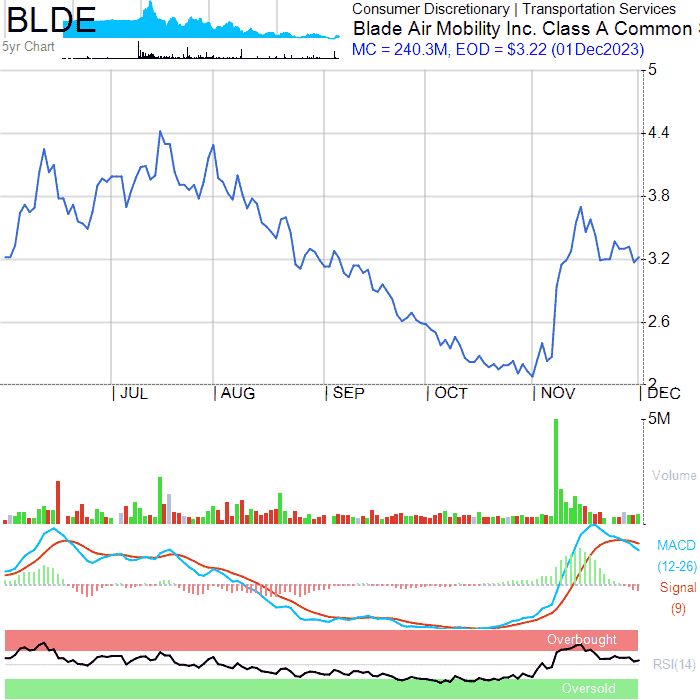 BLDE
5yr Chart
Consumer Discretionary | Transportation Services
Blade Air Mobility Inc. Class A Common
MC = 240.3M, EOD = $3.22 (01Dec2023)
5
4.4
3.8
3.2
2.6
2
JUL
AUG
SEP
OCT
NOV
DEC
5M
Volume
MACD
(12-26)
Signal
(9)
Overbought
RSI(14)
Oversold